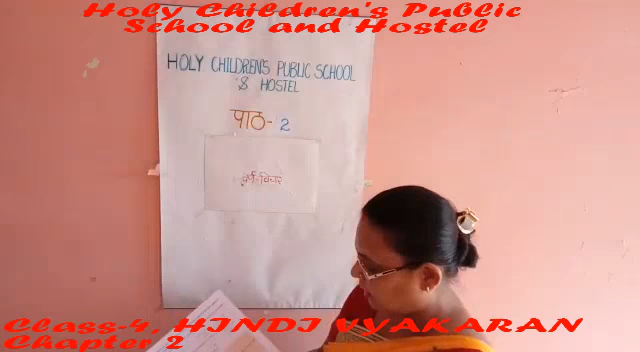 Holy Children's Public
School and Hostel
HOLY CHILDREN'S PUBLIC SCHOOL
& HOSTEL
पाठ- 2
वर्ण-विचार
Class-4, HINDI VYAKARAN
Chapter 2